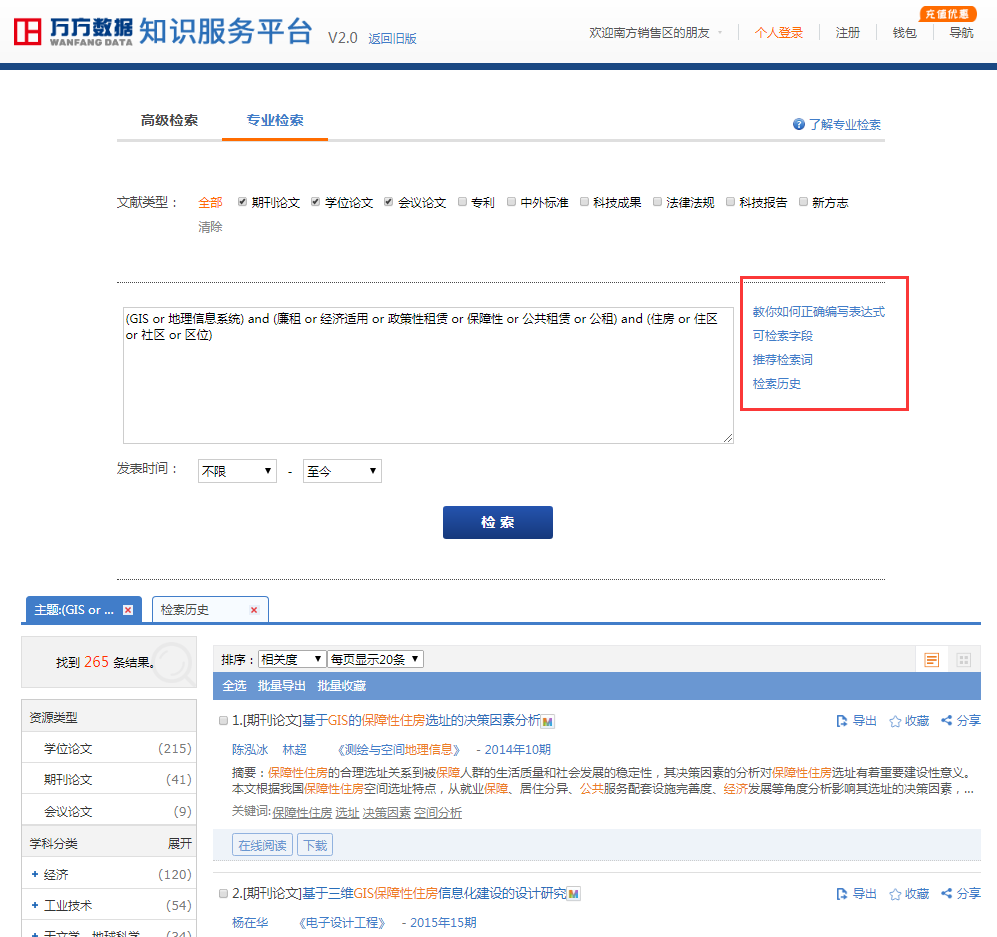 充值优惠
万方数据 WANFANG DATA 知识服务平台 V2.0 返回旧版 欢迎南方销售区的朋友 个人登录 注册 钱包 导航
高级检索 专业检索 ? 了解专业检索
文献类型： 全部 期刊论文 学位论文 会议论文 专利 中外标准 科技成果 法律法规 科技报告 新方志
清除
(GIS or 地理信息系统) and (廉租 or 经济适用 or 政策性租赁 or 保障性 or 公共租赁 or 公租) and (住房 or 住区
or 社区 or 区位)
教你如何正确编写表达式
可检索字段
推荐检索词
检索历史
发表时间： 不限 - 至今
检 索
主题:(GIS or ... 检索历史
找到 265 条结果。
资源类型
学位论文 (215)
期刊论文 (41)
会议论文 (9)
学科分类 展开
+ 经济 (120)
+ 工业技术 (54)
+ 天文学、地球科学 (34)
排序： 相关度 每页显示20条
全选 批量导出 批量收藏
1.[期刊论文]基于GIS的保障性住房选址的决策因素分析 M 导出 收藏 分享
陈泓冰 林超 《测绘与空间地理信息》 - 2014年10期
摘要：保障性住房的合理选址关系到被保障人群的生活质量和社会发展的稳定性，其决策因素的分析对保障性住房选址有着重要建设性意义。
本文根据我国保障性住房空间选址特点，从就业保障、居住分异、公共服务配套设施完善度、经济发展等角度分析影响其选址的决策因素，...
关键词: 保障性住房 选址 决策因素 空间分析
在线阅读 下载
2.[期刊论文]基于三维GIS保障性住房信息化建设的设计研究 M 导出 收藏 分享
杨在华 《电子设计工程》 - 2015年15期